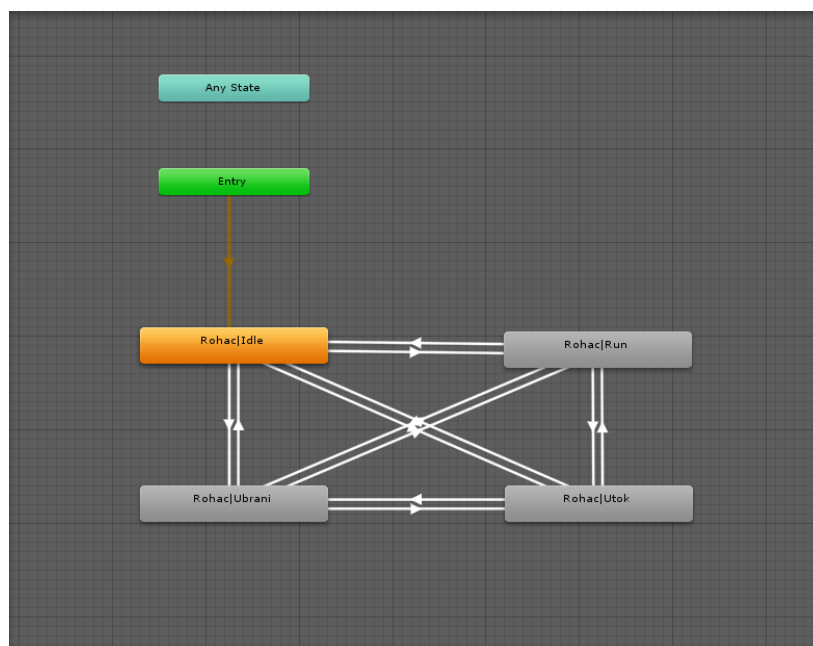 Any State
Entry
Rohac|Idle
Rohac|Run
Rohac|Ubrani
Rohac|Utok